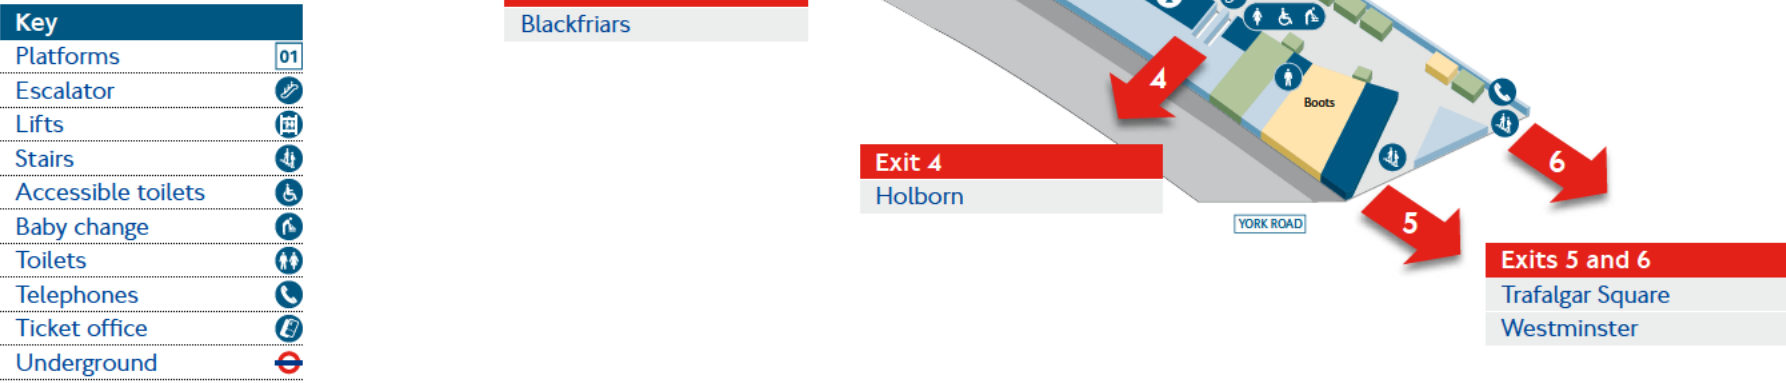 Key
Platforms 01
Escalator
Lifts
Stairs
Accessible toilets
Baby change
Toilets
Telephones
Ticket office
Underground
Blackfriars
4
Exit 4
Holborn
Boots
YORK ROAD
5
6
Exits 5 and 6
Trafalgar Square
Westminster